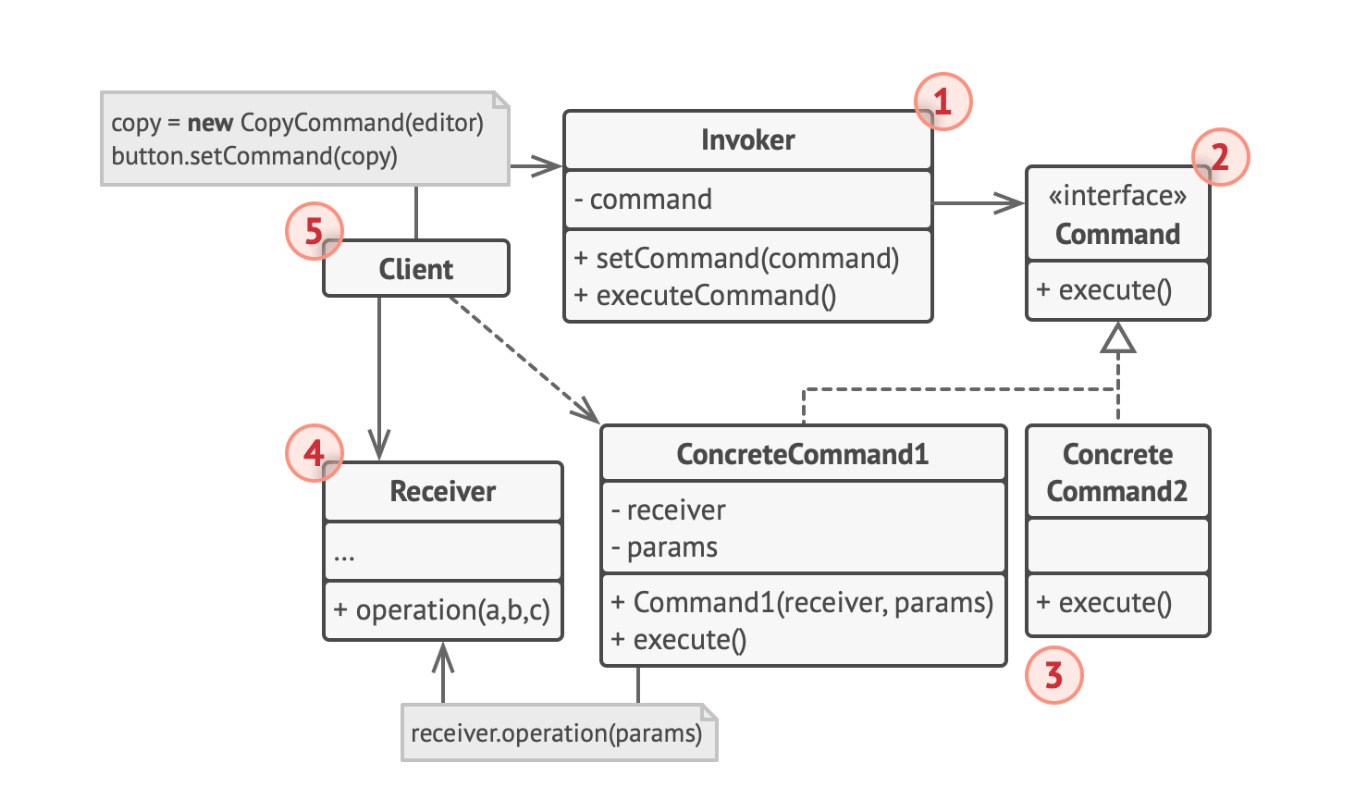 copy = new CopyCommand(editor)
button.setCommand(copy)
1
Invoker
- command
+ setCommand(command)
+ executeCommand()
2
«interface»
Command
+ execute()
5
Client
4
Receiver
...
+ operation(a,b,c)
ConcreteCommand1
- receiver
- params
+ Command1(receiver, params)
+ execute()
Concrete
Command2
+ execute()
3
receiver.operation(params)